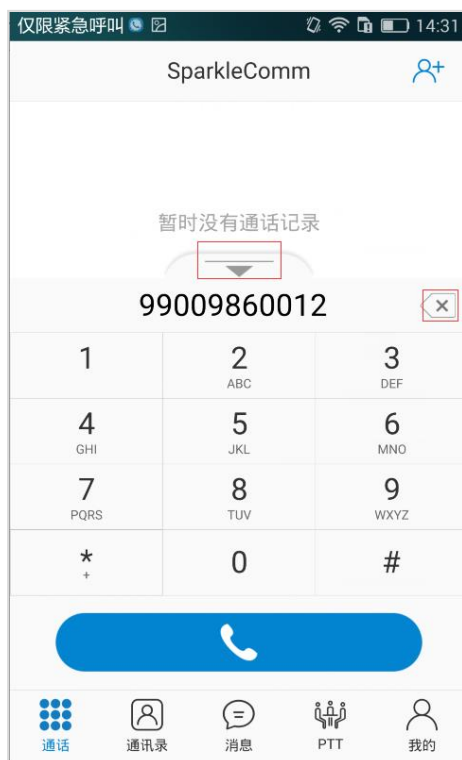 仅限紧急呼叫 14:31
SparkleComm
暂时没有通话记录
99009860012
1 2 3
ABC DEF
4 5 6
GHI JKL MNO
7 8 9
PQRS TUV WXYZ
* 0 #
+
通话 通讯录 消息 PTT 我的